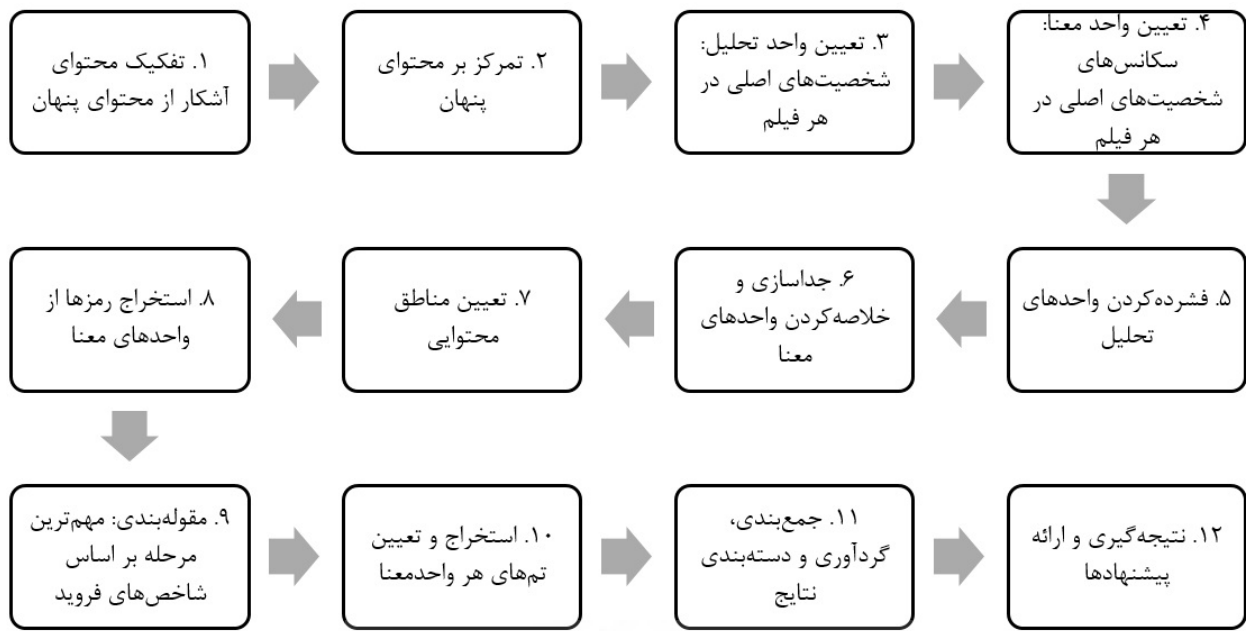 ۱. تفکیک محتوای
آشکار از محتوای پنهان
۲. تمرکز بر محتوای
پنهان
۳. تعیین واحد تحلیل:
شخصیت‌های اصلی در
هر فیلم
۴. تعیین واحد معنا:
سکانس‌های
شخصیت‌های اصلی در
هر فیلم
۵. فشرده‌کردن واحدهای
تحلیل
۶. جداسازی و
خلاصه‌کردن واحدهای
معنا
۷. تعیین مناطق
محتوایی
۸. استخراج رمزها از
واحدهای معنا
۹. مقوله‌بندی: مهم‌ترین
مرحله بر اساس
شاخص‌های فروید
۱۰. استخراج و تعیین
تم‌های هر واحدمعنا
۱۱. جمع‌بندی،
گردآوری و دسته‌بندی
نتایج
۱۲. نتیجه‌گیری و ارائه
پیشنهادها